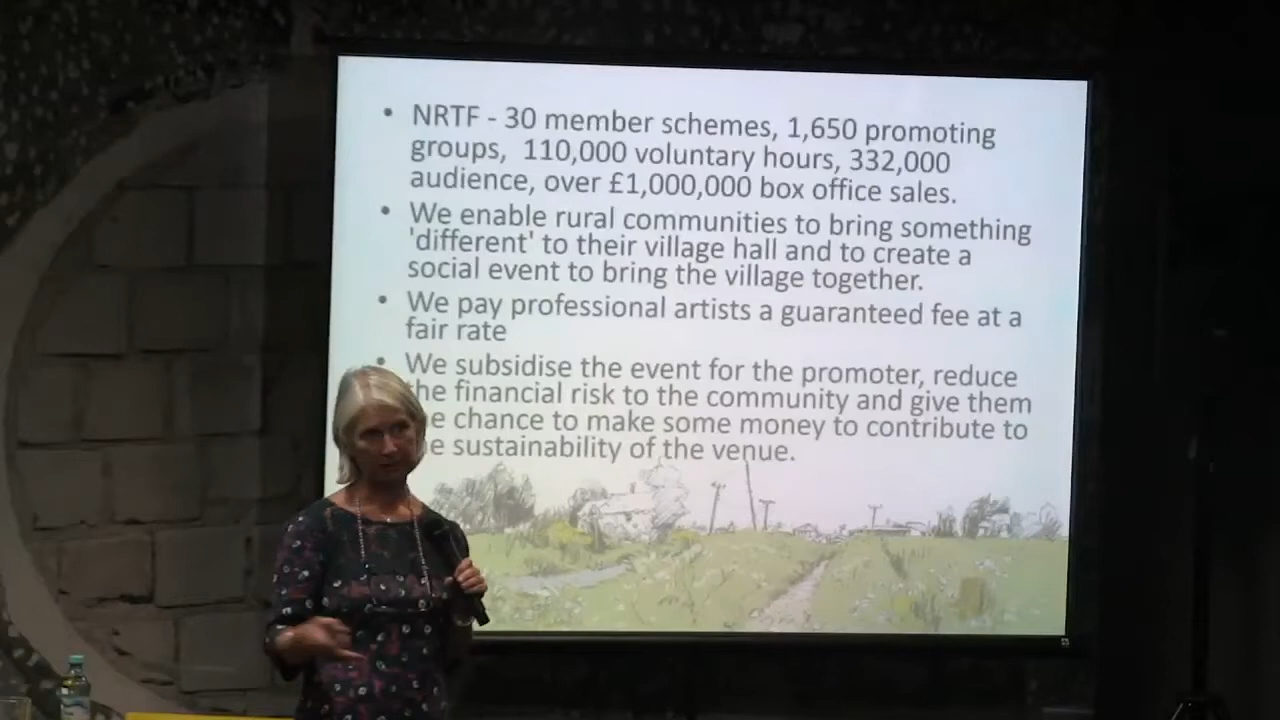 • NRTF - 30 member schemes, 1,650 promoting
groups, 110,000 voluntary hours, 332,000
audience, over £1,000,000 box office sales.
• We enable rural communities to bring something
'different' to their village hall and to create a
social event to bring the village together.
• We pay professional artists a guaranteed fee at a
fair rate
• We subsidise the event for the promoter, reduce
the financial risk to the community and give them
chance to make some money to contribute to
sustainability of the venue.